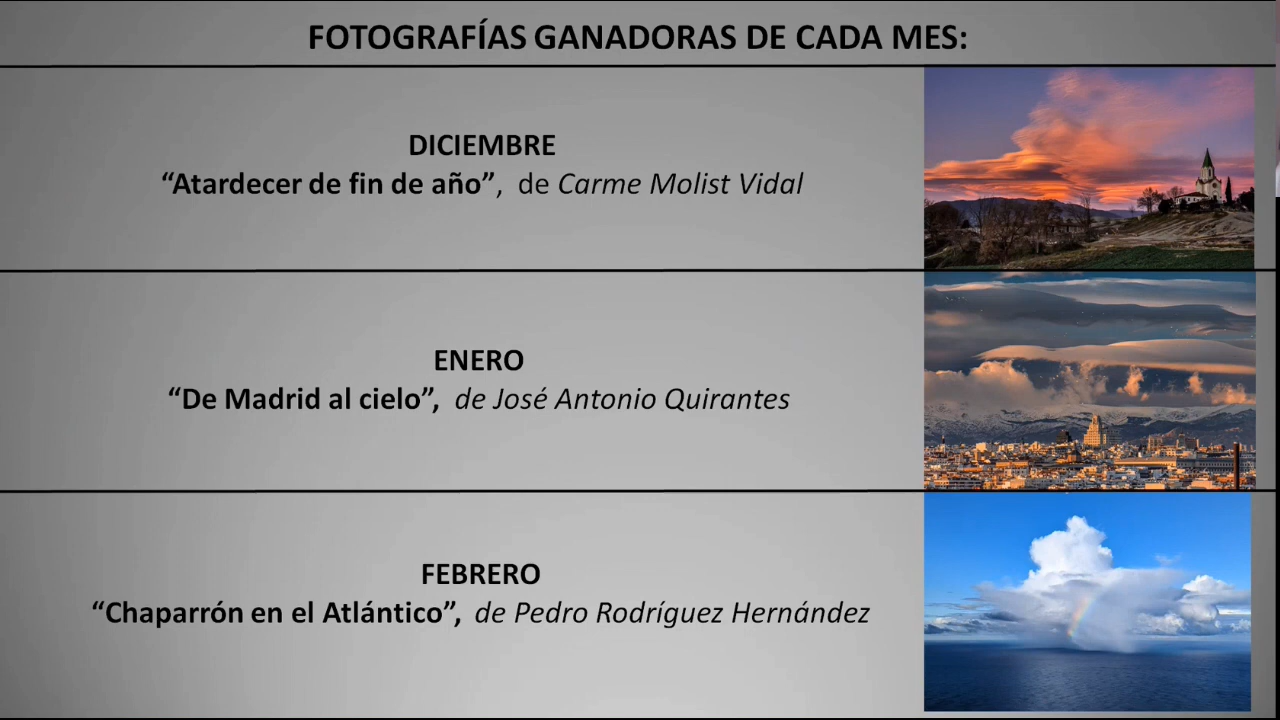 FOTOGRAFÍAS GANADORAS DE CADA MES:
DICIEMBRE
“Atardecer de fin de año”, de Carme Molist Vidal
ENERO
“De Madrid al cielo”, de José Antonio Quirantes
FEBRERO
“Chaparrón en el Atlántico”, de Pedro Rodríguez Hernández